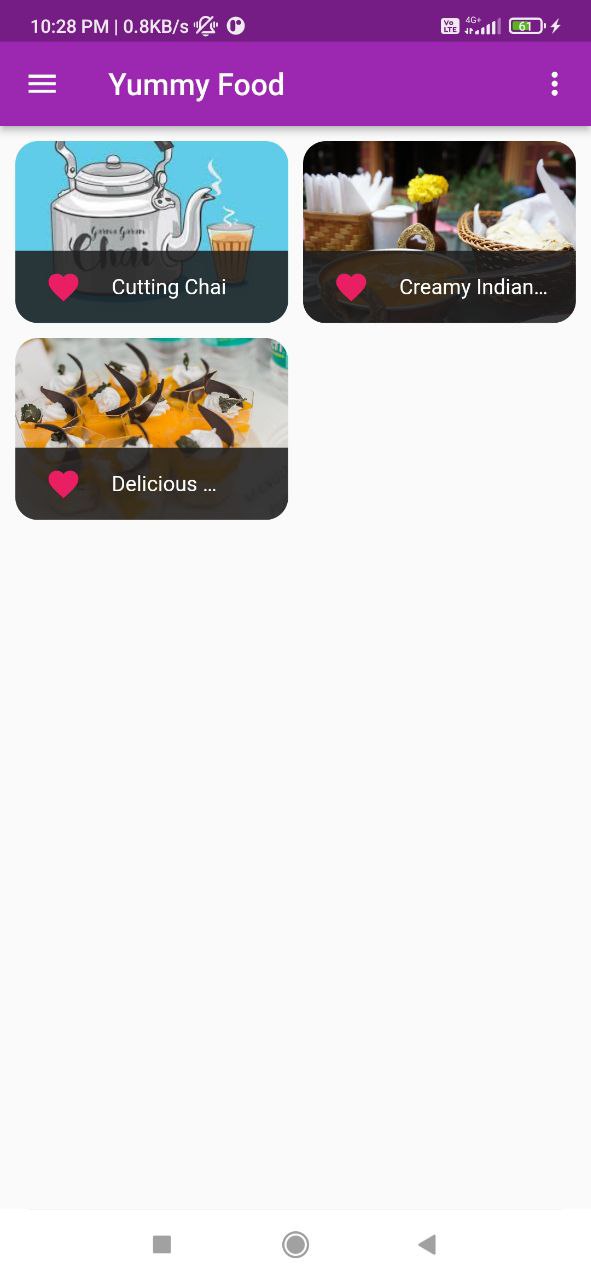 10:28 PM | 0.8KB/s
Vo
LTE
4G+
61
Yummy Food
Garma Garam
Chai
Cutting Chai
Creamy Indian...
Delicious ...